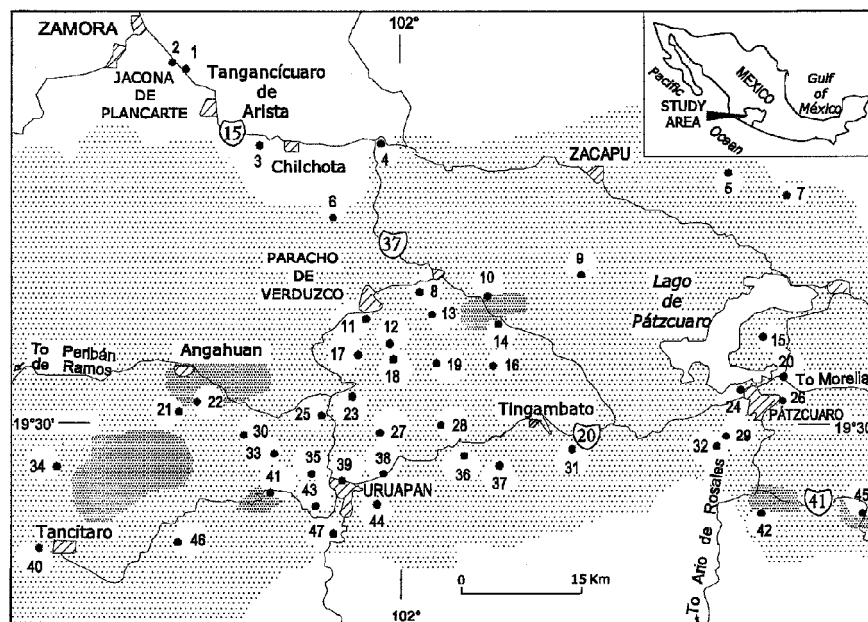 ZAMORA
102°
2
1
JACONA
DE
PLANCARTE
Tangancícuaro
de
Arista
15
3
Chilchota
4
ZACAPU
5
7
6
37
PARACHO
DE
VERDUZCO
9
10
8
Lago
de
Pátzcuaro
11
12
13
14
15
17
18
19
16
To
de
Peribán
Ramos
Angahuan
20
To Morelia
21
22
23
24
26
PÁTZCUARO
25
Tingambato
19°30'
19°30
27
28
20
29
32
30
33
31
34
35
39
38
36
37
41
43
URUAPAN
44
To Ario de Rosales
41
45
42
47
Tancitaro
46
40
0
15 Km
102°
Pacific
Ocean
MEXICO
Gulf
of
México
STUDY
AREA